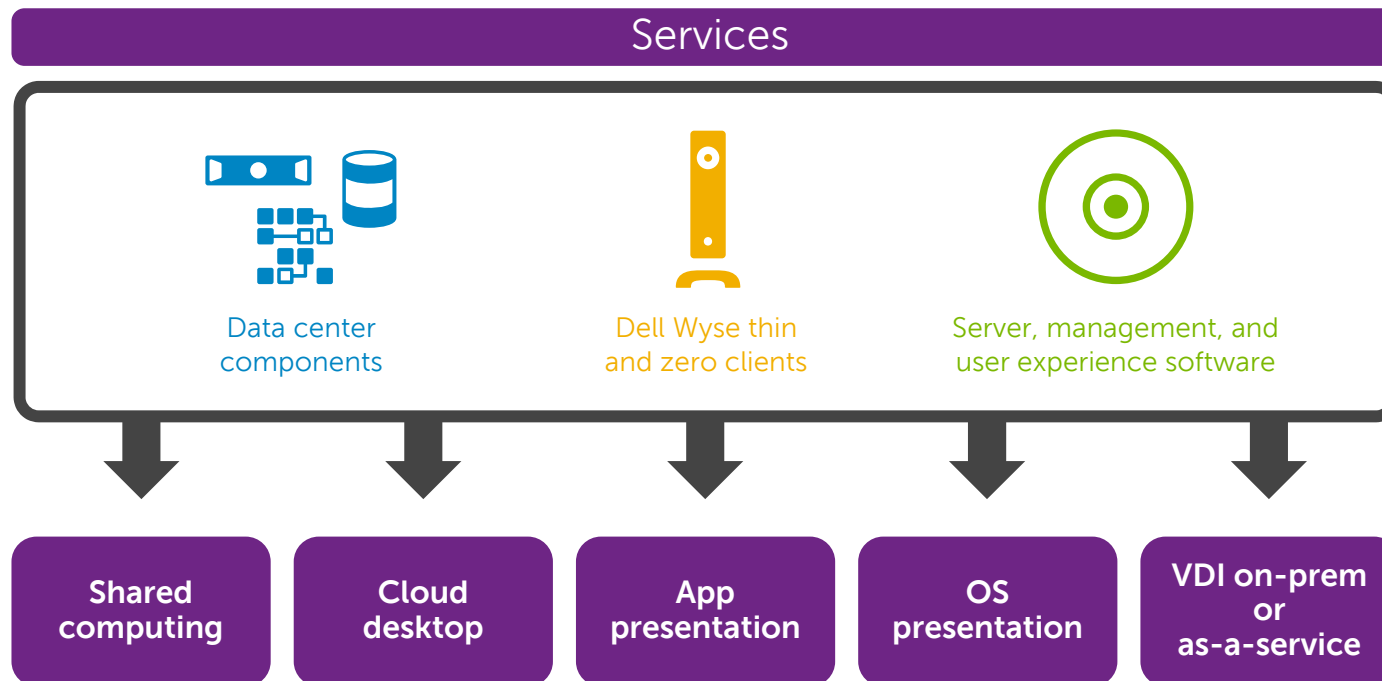 Services
Data center
components
Dell Wyse thin
and zero clients
Server, management, and
user experience software
Shared
computing
Cloud
desktop
App
presentation
OS
presentation
VDI on-prem
or
as-a-service